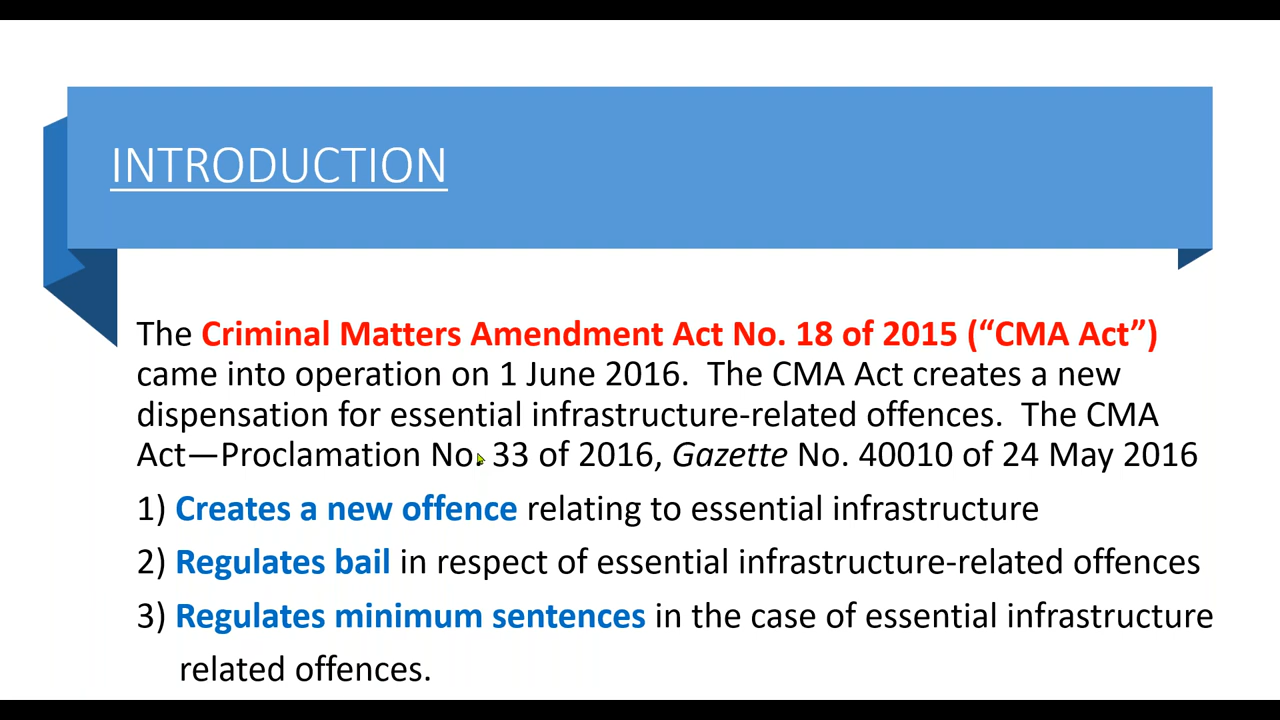 INTRODUCTION
The Criminal Matters Amendment Act No. 18 of 2015 (“CMA Act”)
came into operation on 1 June 2016.  The CMA Act creates a new
dispensation for essential infrastructure-related offences.  The CMA
Act—Proclamation No. 33 of 2016, Gazette No. 40010 of 24 May 2016
1) Creates a new offence relating to essential infrastructure
2) Regulates bail in respect of essential infrastructure-related offences
3) Regulates minimum sentences in the case of essential infrastructure
related offences.